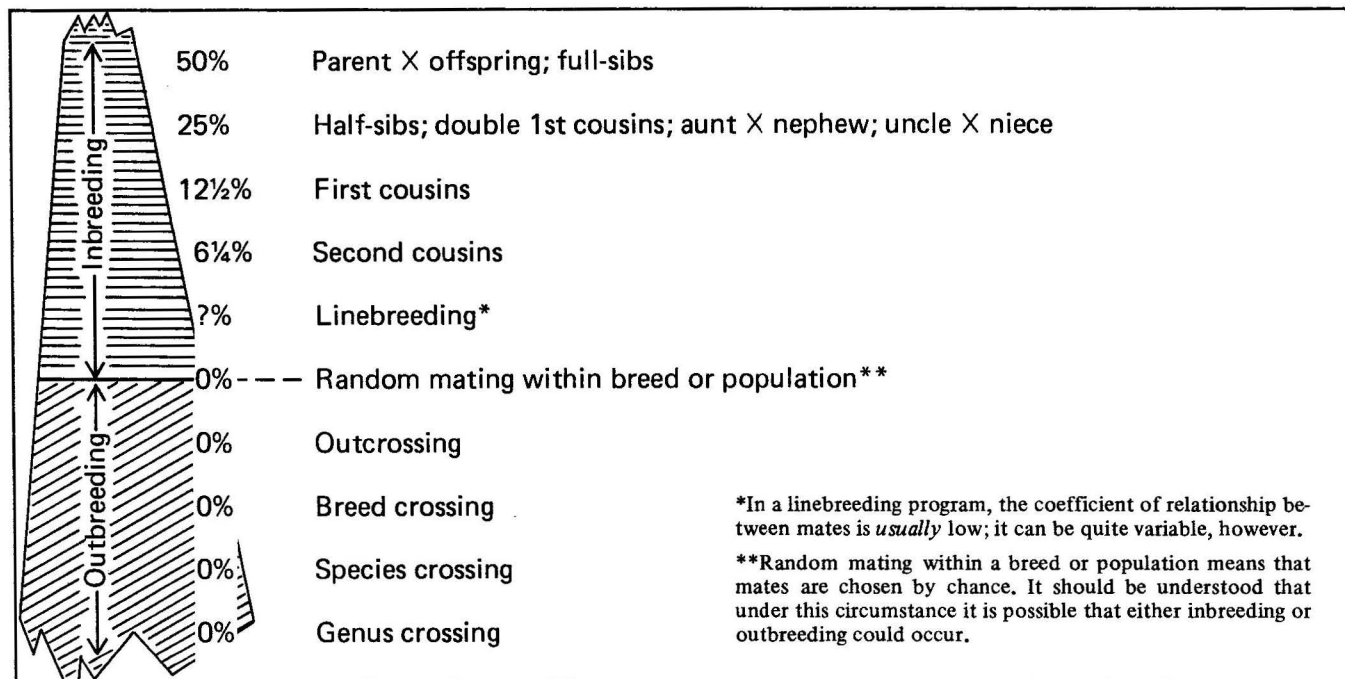 50% Parent X offspring; full-sibs
25% Half-sibs; double 1st cousins; aunt X nephew; uncle X niece
12½% First cousins
6¼% Second cousins
?% Linebreeding*
0% --- Random mating within breed or population**
0% Outcrossing
0% Breed crossing
0% Species crossing
0% Genus crossing
Inbreeding
Outbreeding
*In a linebreeding program, the coefficient of relationship be-
tween mates is usually low; it can be quite variable, however.
**Random mating within a breed or population means that
mates are chosen by chance. It should be understood that
under this circumstance it is possible that either inbreeding or
outbreeding could occur.